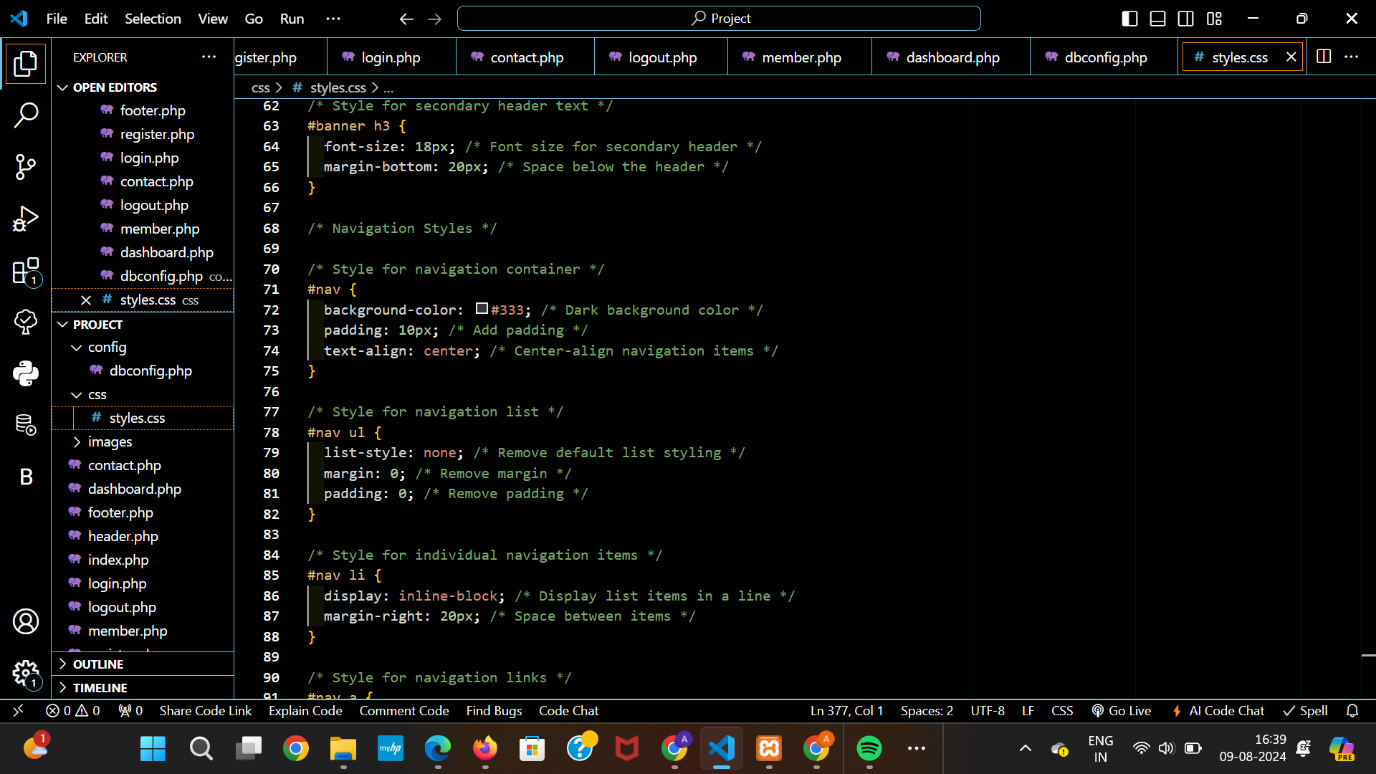 File Edit Selection View Go Run ...
Project
EXPLORER ...
gister.php login.php contact.php logout.php member.php dashboard.php dbconfig.php # styles.css
css > # styles.css > ...
OPEN EDITORS
footer.php
register.php
login.php
contact.php
logout.php
member.php
dashboard.php
dbconfig.php co...
# styles.css css
PROJECT
config
dbconfig.php
css
# styles.css
images
contact.php
dashboard.php
footer.php
header.php
index.php
login.php
logout.php
member.php
OUTLINE
TIMELINE
62 /* Style for secondary header text */
63 #banner h3 {
64 font-size: 18px; /* Font size for secondary header */
65 margin-bottom: 20px; /* Space below the header */
66 }
67
68 /* Navigation Styles */
69
70 /* Style for navigation container */
71 #nav {
72 background-color: #333; /* Dark background color */
73 padding: 10px; /* Add padding */
74 text-align: center; /* Center-align navigation items */
75 }
76
77 /* Style for navigation list */
78 #nav ul {
79 list-style: none; /* Remove default list styling */
80 margin: 0; /* Remove margin */
81 padding: 0; /* Remove padding */
82 }
83
84 /* Style for individual navigation items */
85 #nav li {
86 display: inline-block; /* Display list items in a line */
87 margin-right: 20px; /* Space between items */
88 }
89
90 /* Style for navigation links */
91 #nav a {
1
B
1
0 0 0 Share Code Link Explain Code Comment Code Find Bugs Code Chat Ln 377, Col 1 Spaces: 2 UTF-8 LF CSS Go Live AI Code Chat Spell
1
myhp
A
A
ENG
IN
16:39
09-08-2024
PRE